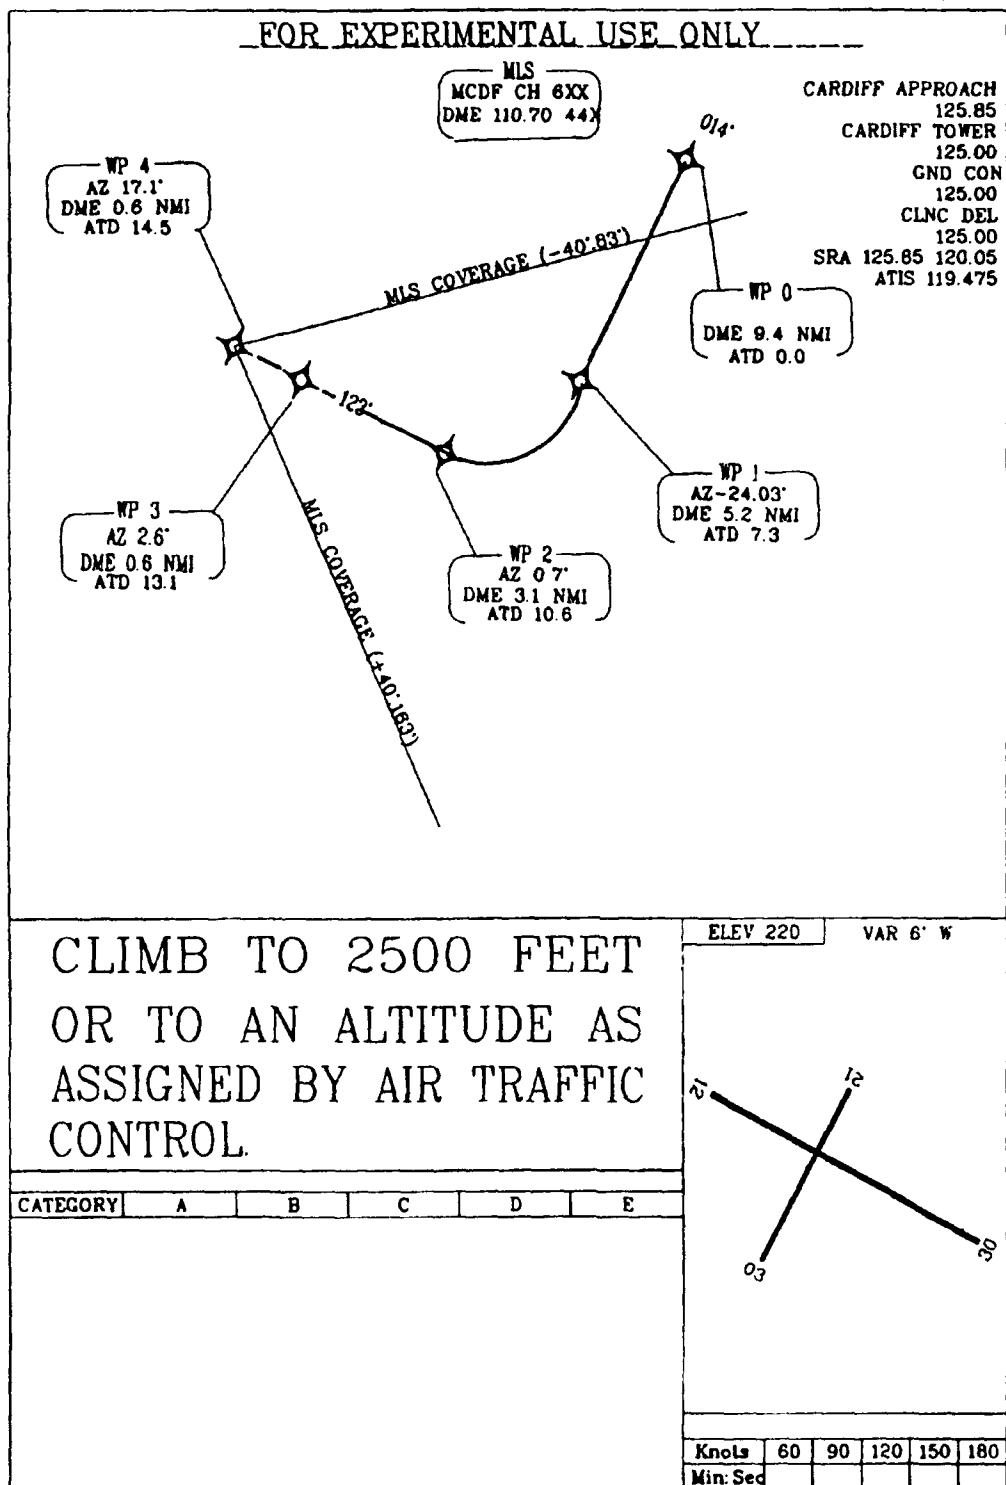 FOR EXPERIMENTAL USE ONLY
MLS
MCDF CH 6XX
DME 110.70 44X
CARDIFF APPROACH
125.85
CARDIFF TOWER
125.00
GND CON
125.00
CLNC DEL
125.00
SRA 125.85 120.05
ATIS 119.475
014°
WP 4
AZ 17.1°
DME 0.6 NMI
ATD 14.5
MLS COVERAGE (-40°.83°)
WP 0
DME 9.4 NMI
ATD 0.0
122°
WP 1
AZ-24.03°
DME 5.2 NMI
ATD 7.3
WP 3
AZ 2.6°
DME 0.6 NMI
ATD 13.1
MLS COVERAGE (+40°.163°)
WP 2
AZ 0 7°
DME 3.1 NMI
ATD 10.6
CLIMB TO 2500 FEET
OR TO AN ALTITUDE AS
ASSIGNED BY AIR TRAFFIC
CONTROL.
ELEV 220
VAR 6° W
21
12
03
30
CATEGORY A B C D E
Knots 60 90 120 150 180
Min: Sec